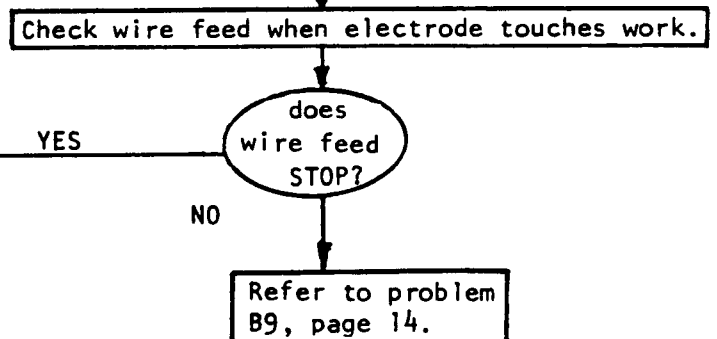 Check wire feed when electrode touches work.
does
wire feed
STOP?
YES
NO
Refer to problem
B9, page 14.